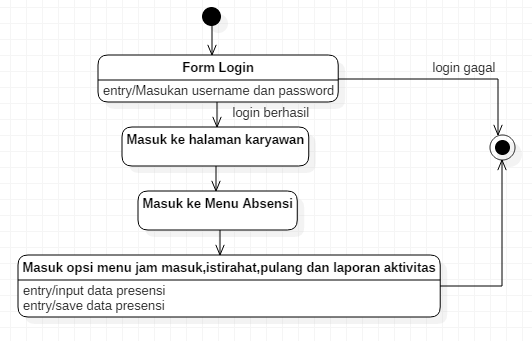 Form Login
entry/Masukan username dan password
login gagal
login berhasil
Masuk ke halaman karyawan
Masuk ke Menu Absensi
Masuk opsi menu jam masuk,istirahat,pulang dan laporan aktivitas
entry/input data presensi
entry/save data presensi